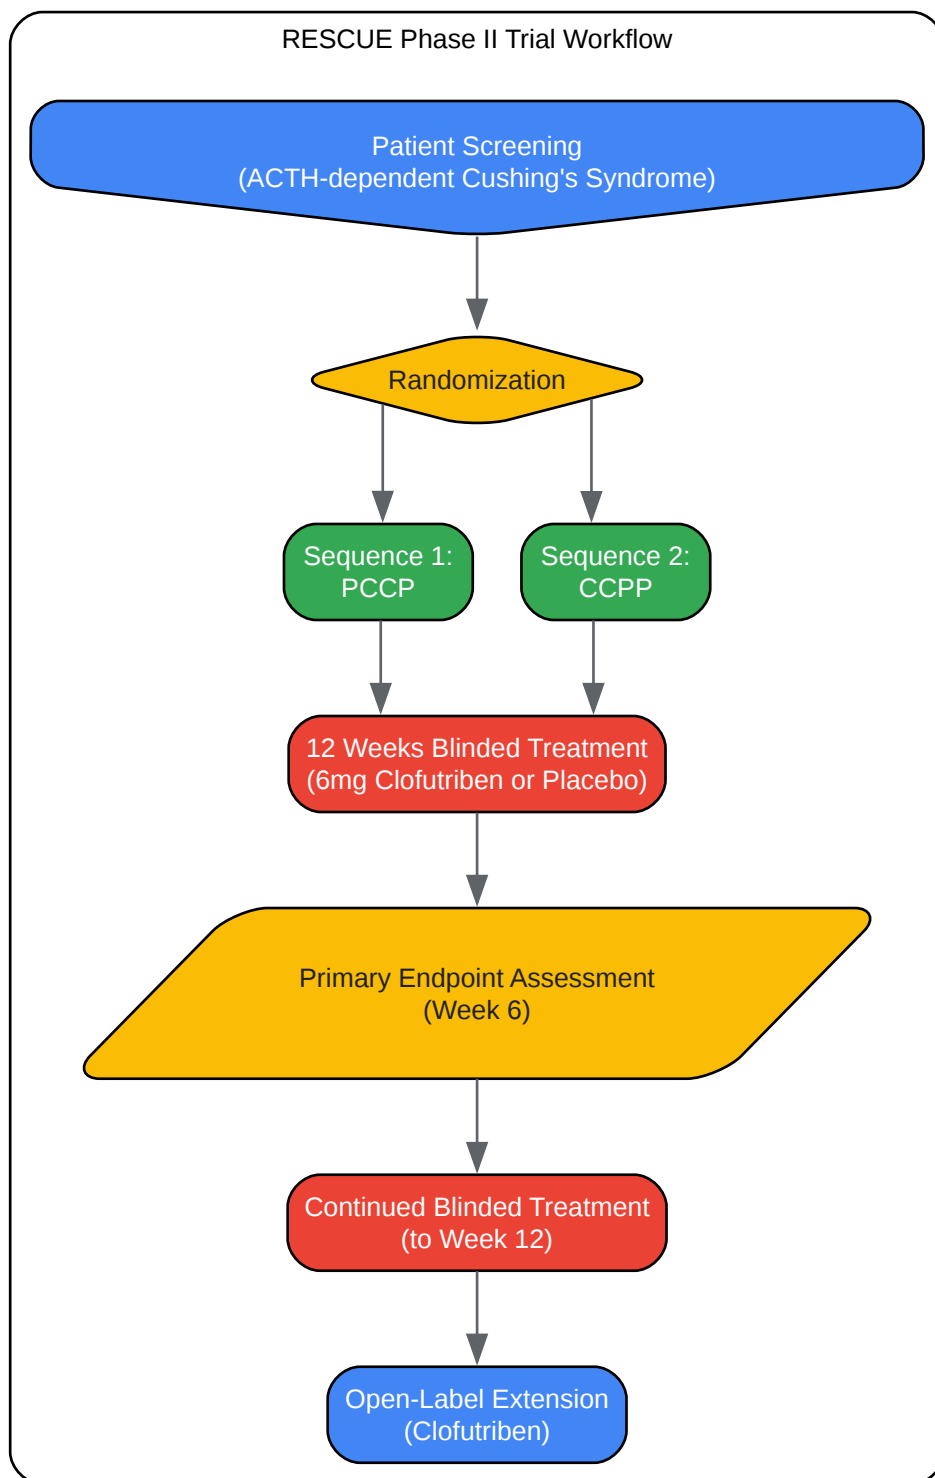 RESCUE Phase II Trial Workflow
Patient Screening
(ACTH-dependent Cushing's Syndrome)
Randomization
Sequence 1:
PCCP
Sequence 2:
CCPP
12 Weeks Blinded Treatment
(6mg Clofutriben or Placebo)
Primary Endpoint Assessment
(Week 6)
Continued Blinded Treatment
(to Week 12)
Open-Label Extension
(Clofutriben)